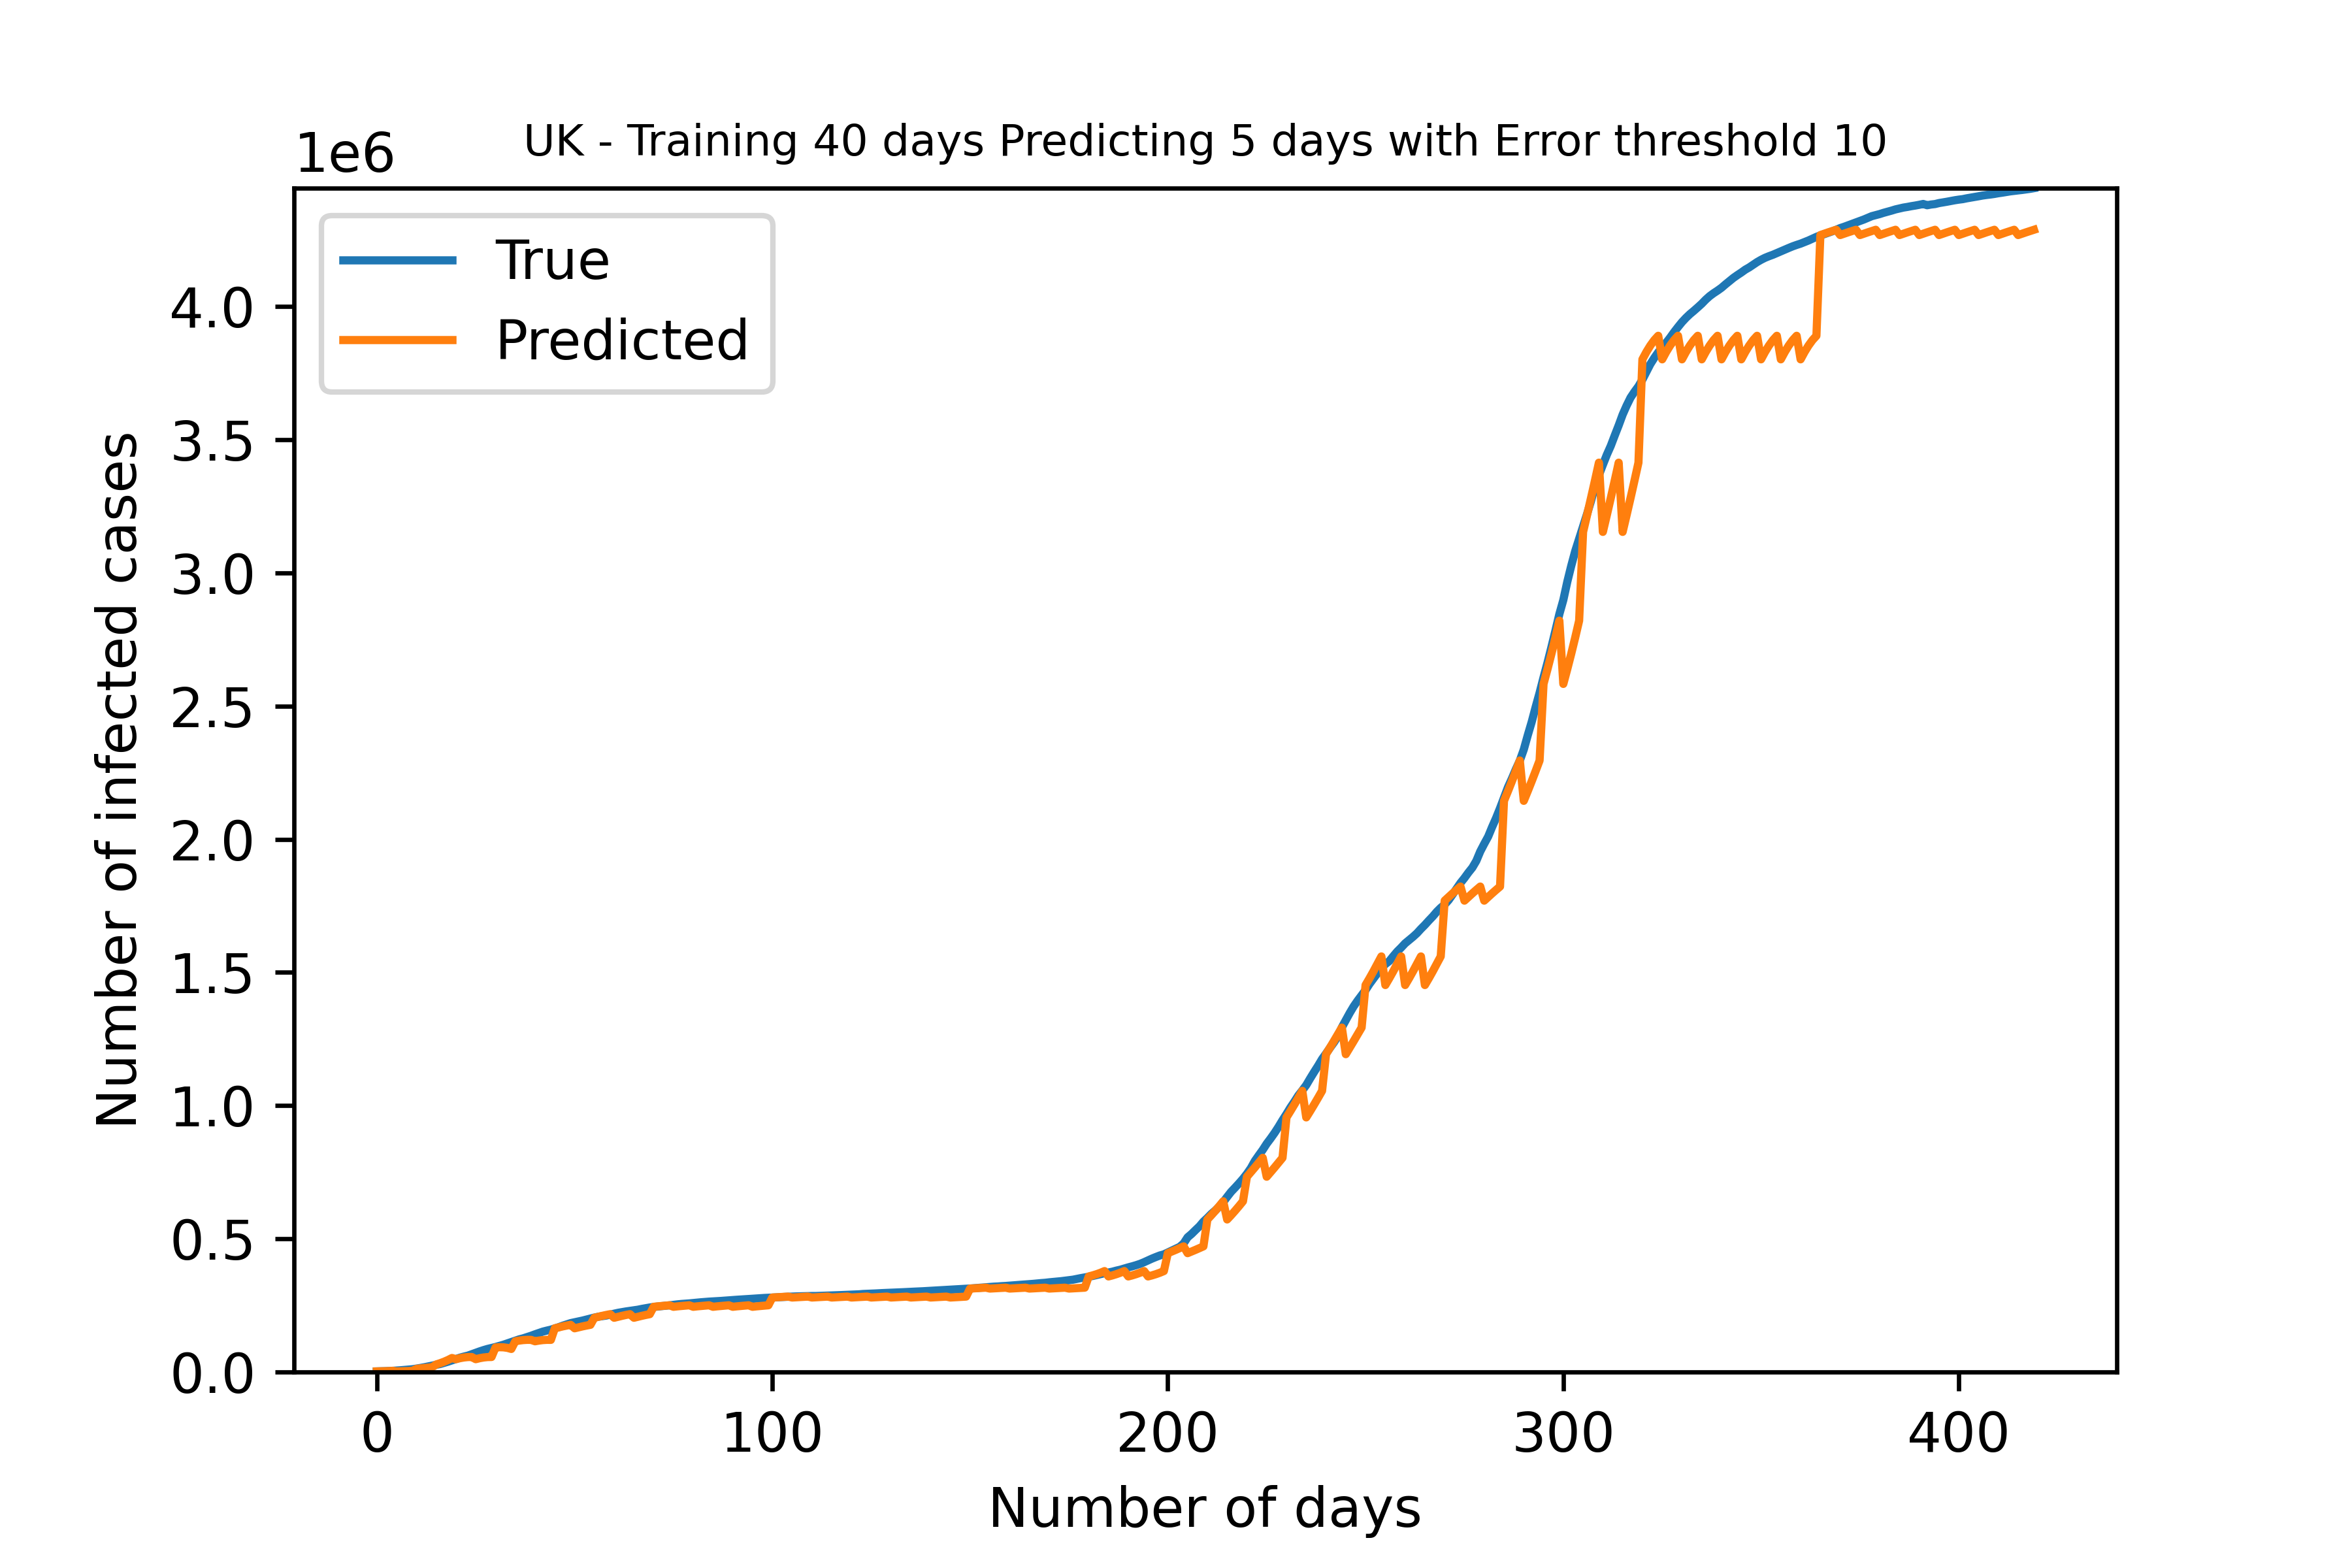 UK - Training 40 days Predicting 5 days with Error threshold 10
1e6
True
Predicted
Number of infected cases
4.0
3.5
3.0
2.5
2.0
1.5
1.0
0.5
0.0
0 100 200 300 400
Number of days